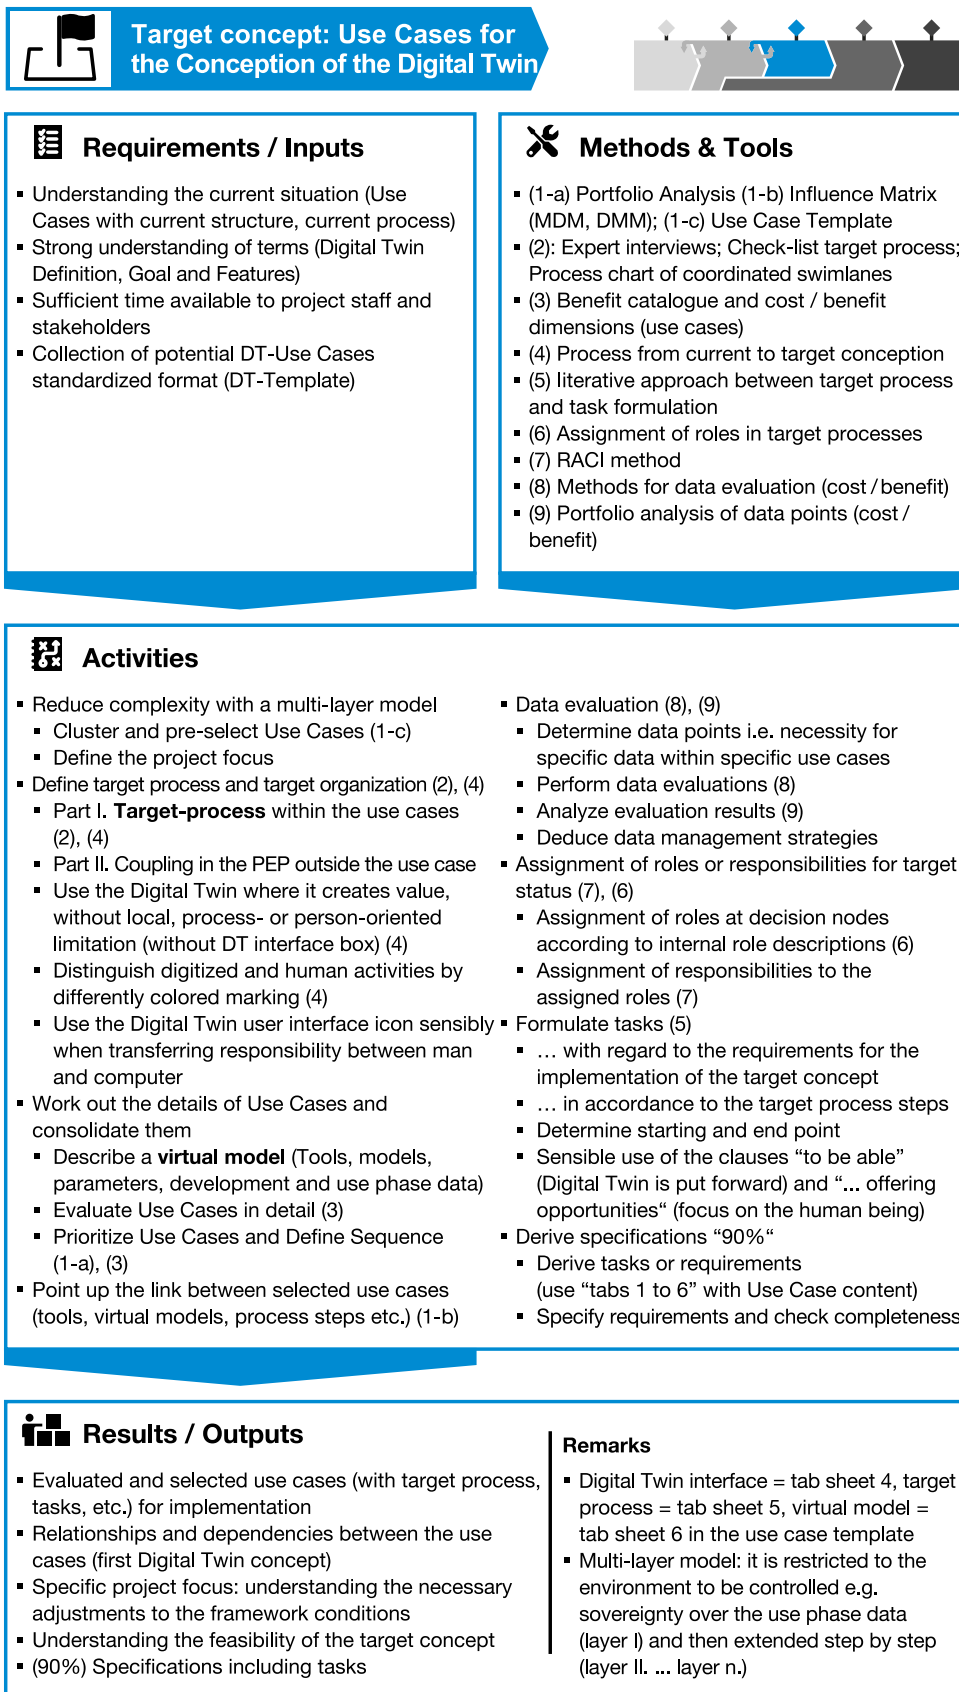 Target concept: Use Cases for
the Conception of the Digital Twin
Requirements / Inputs
▪ Understanding the current situation (Use
Cases with current structure, current process)
▪ Strong understanding of terms (Digital Twin
Definition, Goal and Features)
▪ Sufficient time available to project staff and
stakeholders
▪ Collection of potential DT-Use Cases
standardized format (DT-Template)
Methods & Tools
▪ (1-a) Portfolio Analysis (1-b) Influence Matrix
(MDM, DMM); (1-c) Use Case Template
▪ (2): Expert interviews; Check-list target process;
Process chart of coordinated swimlanes
▪ (3) Benefit catalogue and cost / benefit
dimensions (use cases)
▪ (4) Process from current to target conception
▪ (5) Iiterative approach between target process
and task formulation
▪ (6) Assignment of roles in target processes
▪ (7) RACI method
▪ (8) Methods for data evaluation (cost / benefit)
▪ (9) Portfolio analysis of data points (cost /
benefit)
Activities
▪ Reduce complexity with a multi-layer model
▪ Cluster and pre-select Use Cases (1-c)
▪ Define the project focus
▪ Define target process and target organization (2), (4)
▪ Part I. Target-process within the use cases
(2), (4)
▪ Part II. Coupling in the PEP outside the use case
▪ Use the Digital Twin where it creates value,
without local, process- or person-oriented
limitation (without DT interface box) (4)
▪ Distinguish digitized and human activities by
differently colored marking (4)
▪ Use the Digital Twin user interface icon sensibly
when transferring responsibility between man
and computer
▪ Work out the details of Use Cases and
consolidate them
▪ Describe a virtual model (Tools, models,
parameters, development and use phase data)
▪ Evaluate Use Cases in detail (3)
▪ Prioritize Use Cases and Define Sequence
(1-a), (3)
▪ Point up the link between selected use cases
(tools, virtual models, process steps etc.) (1-b)
▪ Data evaluation (8), (9)
▪ Determine data points i.e. necessity for
specific data within specific use cases
▪ Perform data evaluations (8)
▪ Analyze evaluation results (9)
▪ Deduce data management strategies
▪ Assignment of roles or responsibilities for target
status (7), (6)
▪ Assignment of roles at decision nodes
according to internal role descriptions (6)
▪ Assignment of responsibilities to the
assigned roles (7)
▪ Formulate tasks (5)
▪ … with regard to the requirements for the
implementation of the target concept
▪ … in accordance to the target process steps
▪ Determine starting and end point
▪ Sensible use of the clauses “to be able”
(Digital Twin is put forward) and “... offering
opportunities“ (focus on the human being)
▪ Derive specifications “90%“
▪ Derive tasks or requirements
(use “tabs 1 to 6” with Use Case content)
▪ Specify requirements and check completeness
Results / Outputs
▪ Evaluated and selected use cases (with target process,
tasks, etc.) for implementation
▪ Relationships and dependencies between the use
cases (first Digital Twin concept)
▪ Specific project focus: understanding the necessary
adjustments to the framework conditions
▪ Understanding the feasibility of the target concept
▪ (90%) Specifications including tasks
Remarks
▪ Digital Twin interface = tab sheet 4, target
process = tab sheet 5, virtual model =
tab sheet 6 in the use case template
▪ Multi-layer model: it is restricted to the
environment to be controlled e.g.
sovereignty over the use phase data
(layer I) and then extended step by step
(layer II. ... layer n.)